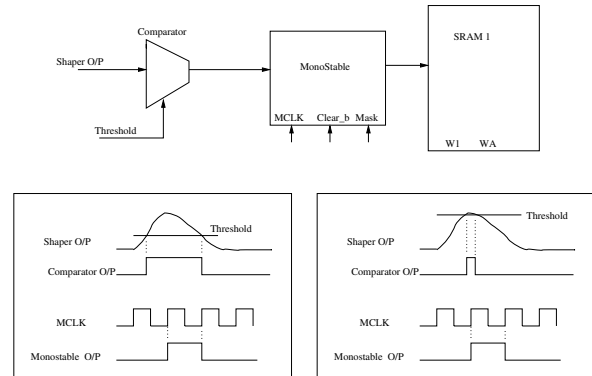 Comparator
Shaper O/P
SRAM 1
MonoStable
MCLK Clear_b Mask
Threshold
W1 WA
Threshold
Shaper O/P
Comparator O/P
MCLK
Monostable O/P
Threshold
Shaper O/P
Comparator O/P
MCLK
Monostable O/P